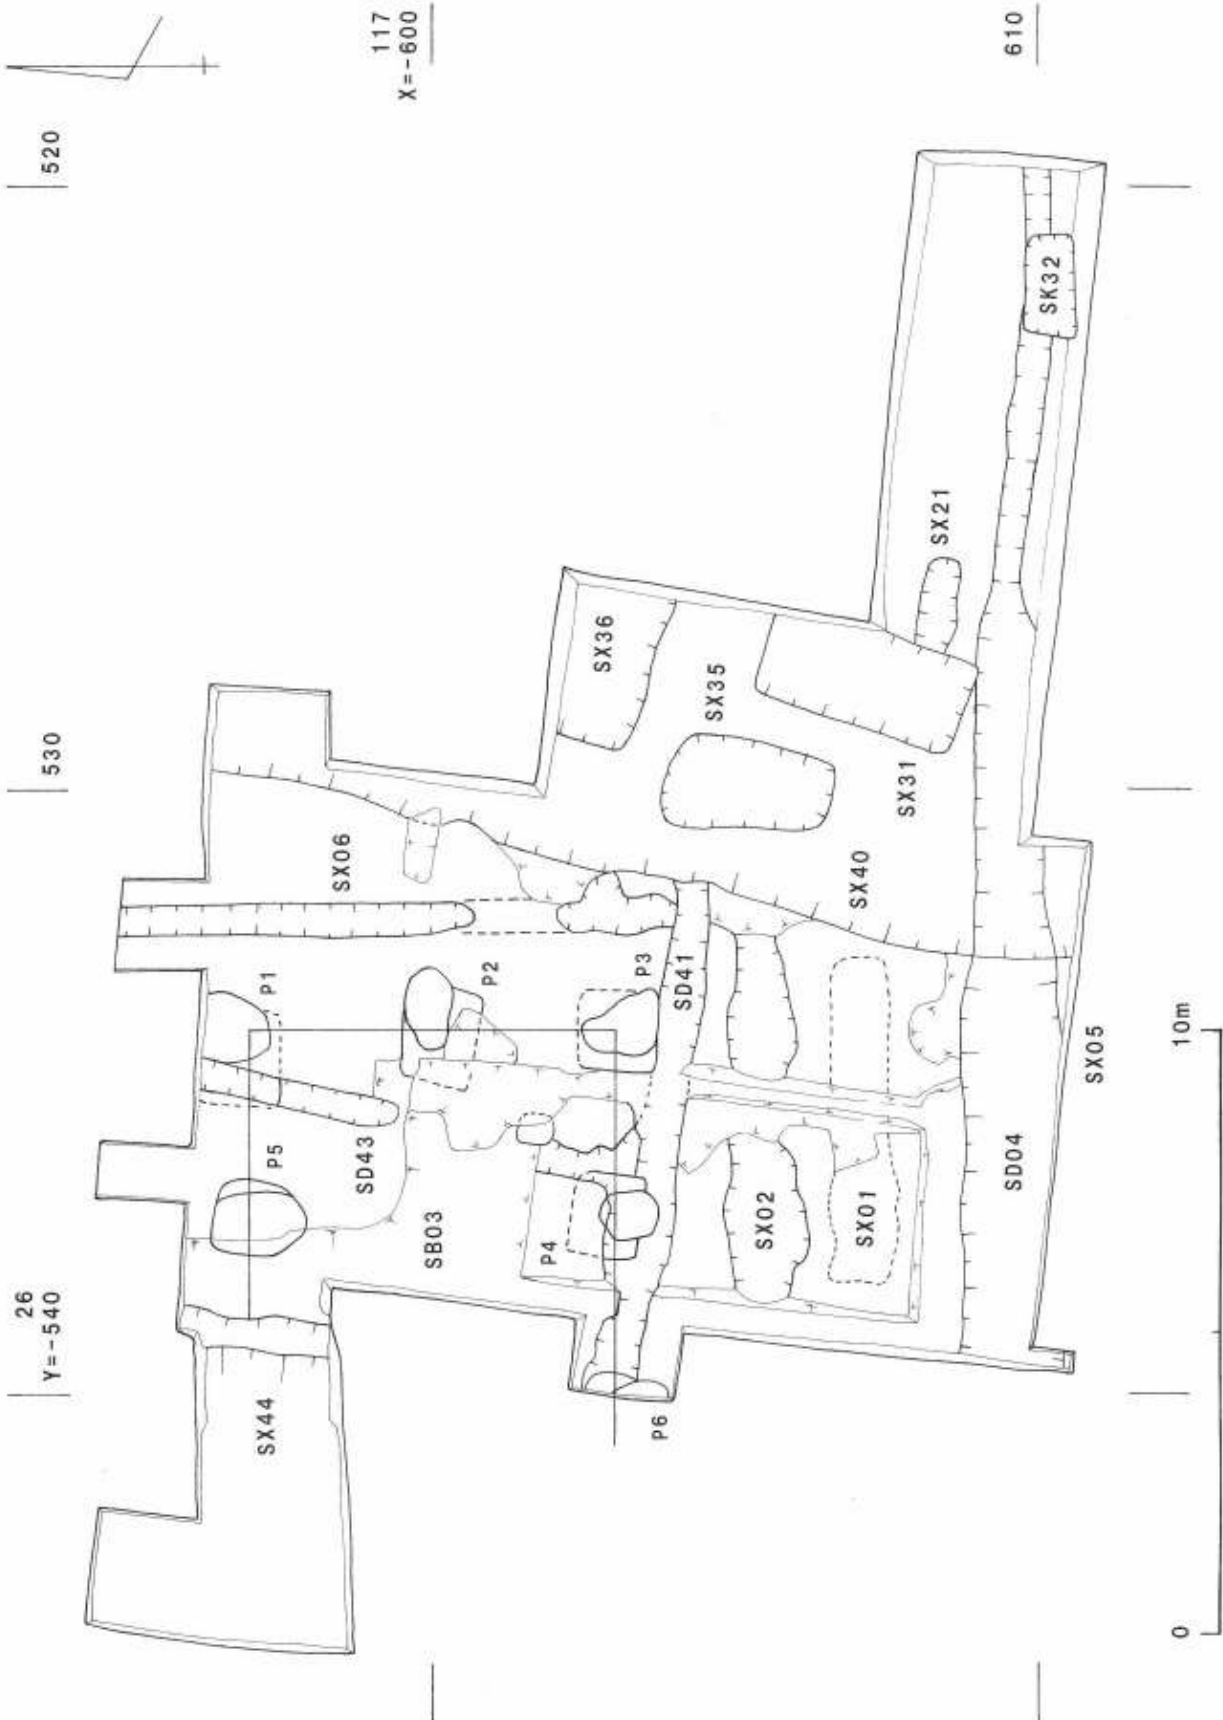 26
Y=-540
530
520
117
X=-600
610
SX44
P5
P1
SD43
SX06
SB03
P2
P4
P3
SX36
P6
SD41
SX35
SX02
SX01
SX40
SX31
SX21
SD04
SK32
SX05
0
10m